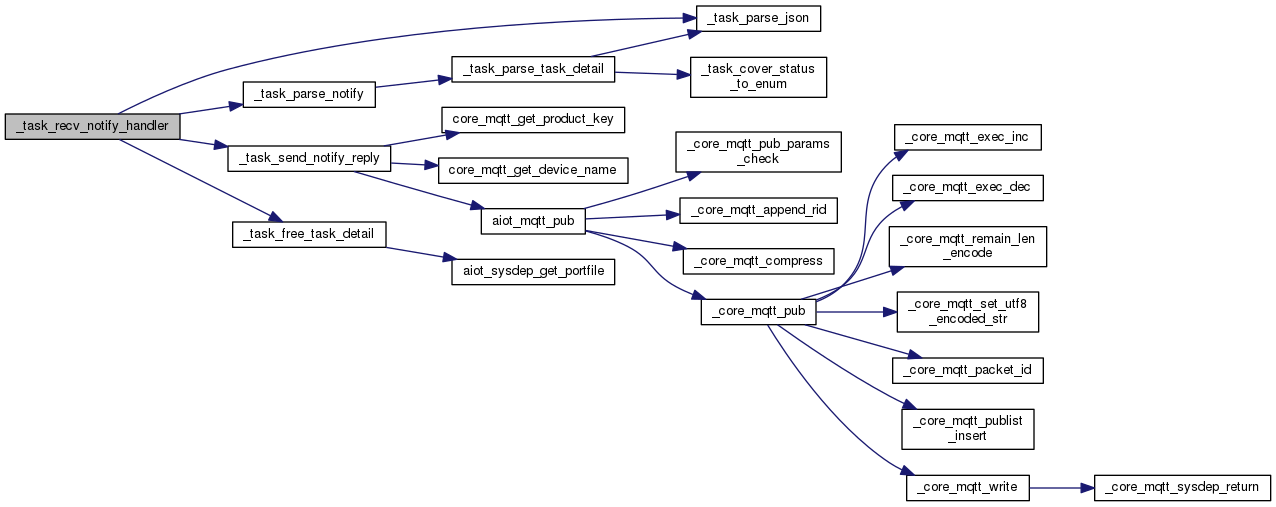 _task_parse_json
_task_parse_task_detail
_task_cover_status
_to_enum
_task_parse_notify
_task_recv_notify_handler
core_mqtt_get_product_key
_core_mqtt_exec_inc
_core_mqtt_pub_params
_check
_task_send_notify_reply
core_mqtt_get_device_name
_core_mqtt_exec_dec
_core_mqtt_append_rid
aiot_mqtt_pub
_task_free_task_detail
_core_mqtt_remain_len
_encode
_core_mqtt_compress
aiot_sysdep_get_portfile
_core_mqtt_pub
_core_mqtt_set_utf8
_encoded_str
_core_mqtt_packet_id
_core_mqtt_publist
_insert
_core_mqtt_write
_core_mqtt_sysdep_return